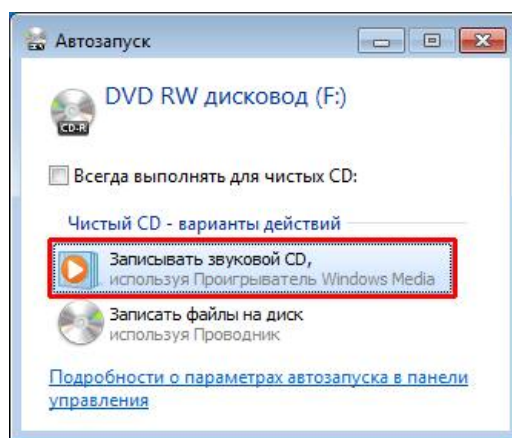 Автозапуск
DVD RW дисковод (F:)
CD-R
Всегда выполнять для чистых CD:
Чистый CD - варианты действий
Записывать звуковой CD,
используя Проигрыватель Windows Media
Записать файлы на диск
используя Проводник
Подробности о параметрах автозапуска в панели
управления